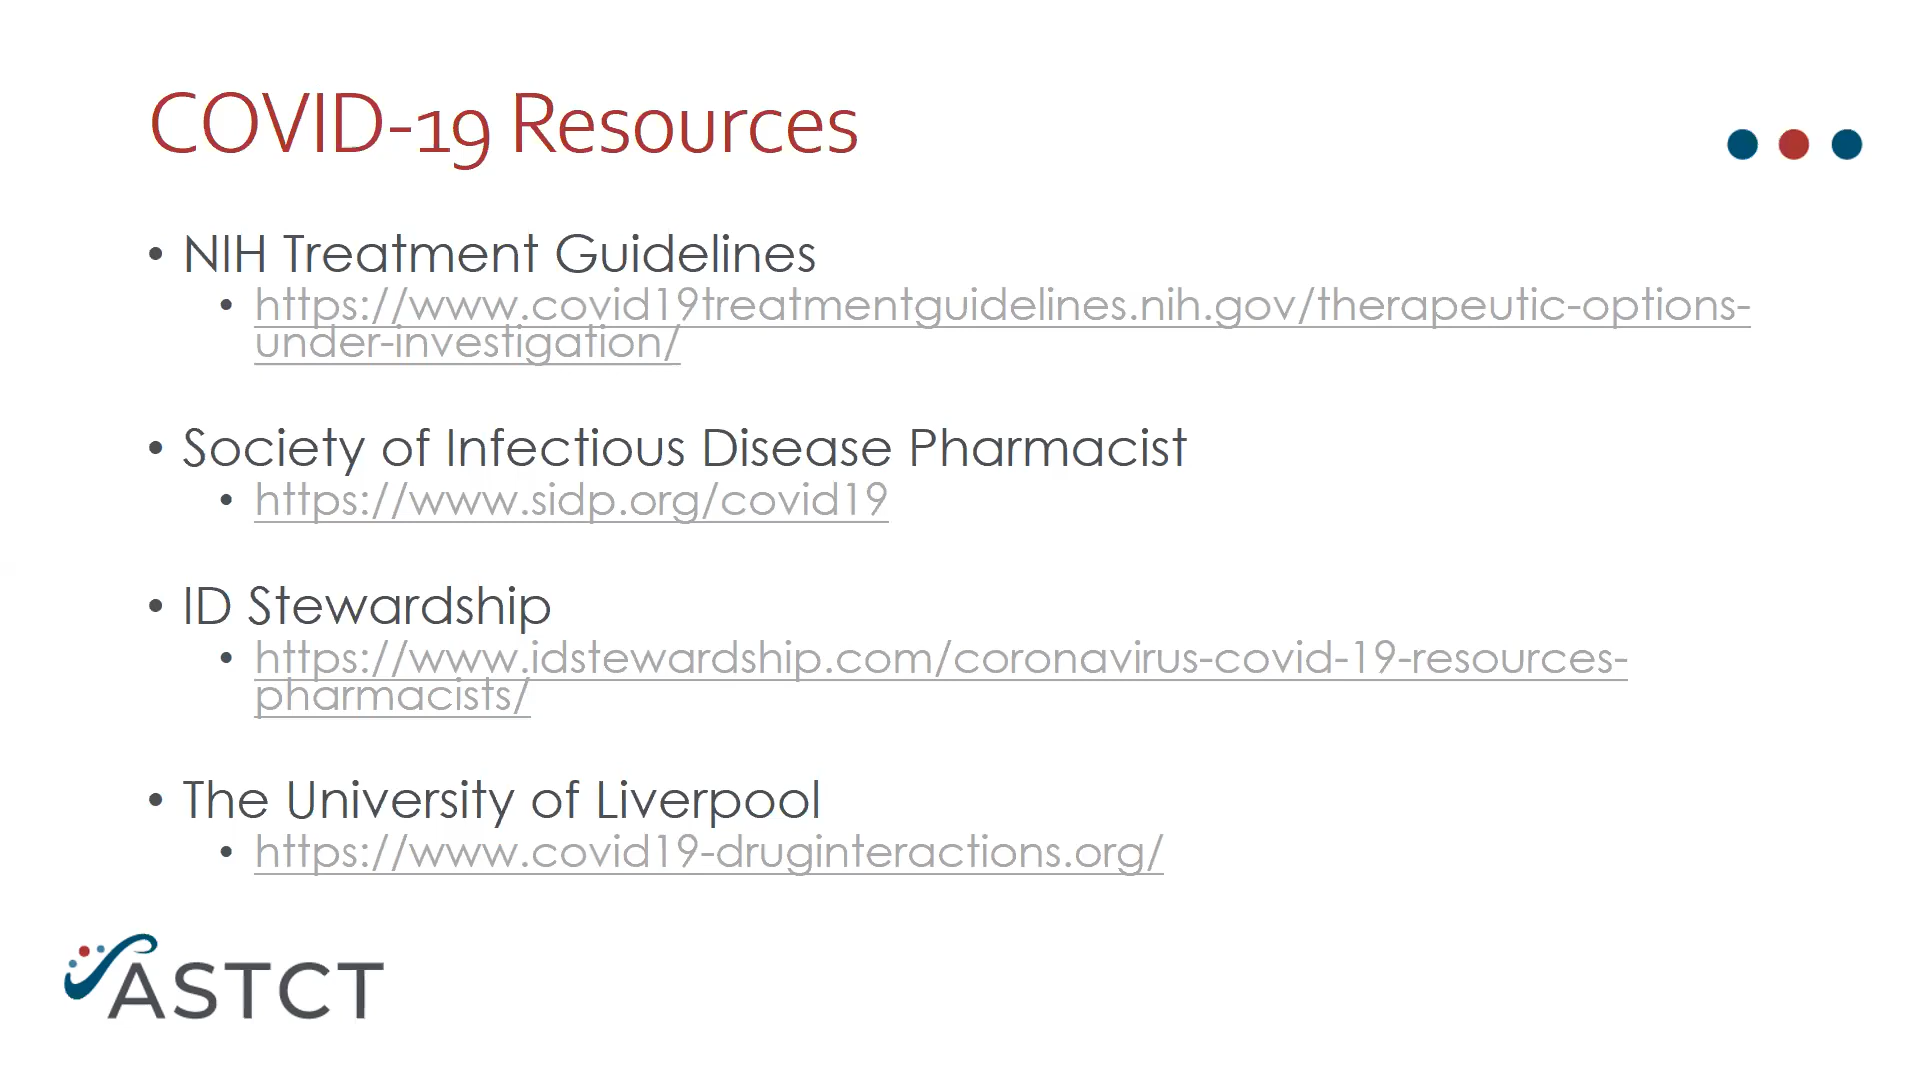 COVID-19 Resources
• NIH Treatment Guidelines
• https://www.covid19treatmentguidelines.nih.gov/therapeutic-options-
under-investigation/
• Society of Infectious Disease Pharmacist
• https://www.sidp.org/covid19
• ID Stewardship
• https://www.idstewardship.com/coronavirus-covid-19-resources-
pharmacists/
• The University of Liverpool
• https://www.covid19-druginteractions.org/
ASTCT